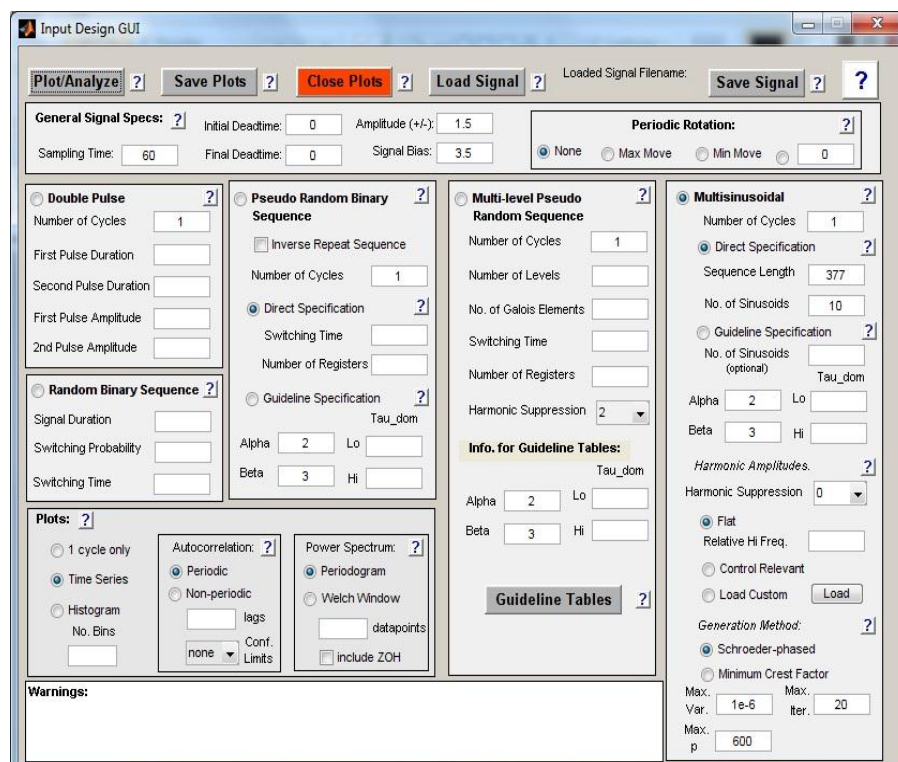 Input Design GUI
Plot/Analyze ? Save Plots ? Close Plots ? Load Signal ? Loaded Signal Filename: Save Signal ? ?
General Signal Specs: ? Initial Deadtime: 0 Amplitude (+/-): 1.5
Sampling Time: 60 Final Deadtime: 0 Signal Bias: 3.5
Periodic Rotation: ?
None Max Move Min Move 0
Double Pulse ?
Number of Cycles 1
First Pulse Duration
Second Pulse Duration
First Pulse Amplitude
2nd Pulse Amplitude
Random Binary Sequence ?
Signal Duration
Switching Probability
Switching Time
Pseudo Random Binary ?
Sequence
Inverse Repeat Sequence
Number of Cycles 1
Direct Specification ?
Switching Time
Number of Registers
Guideline Specification ?
Tau_dom
Alpha 2 Lo
Beta 3 Hi
Multi-level Pseudo ?
Random Sequence
Number of Cycles 1
Number of Levels
No. of Galois Elements
Switching Time
Number of Registers
Harmonic Suppression 2
Info. for Guideline Tables:
Tau_dom
Alpha 2 Lo
Beta 3 Hi
Guideline Tables ?
Multisinusoidal ?
Number of Cycles 1
Direct Specification ?
Sequence Length 377
No. of Sinusoids 10
Guideline Specification ?
No. of Sinusoids
(optional)
Tau_dom
Alpha 2 Lo
Beta 3 Hi
Harmonic Amplitudes. ?
Harmonic Suppression 0
Flat
Relative Hi Freq.
Control Relevant
Load Custom Load
Generation Method: ?
Schroeder-phased
Minimum Crest Factor
Max. Var. 1e-6 Max. Iter. 20
Max. p 600
Plots: ?
1 cycle only
Time Series
Histogram
No. Bins
Autocorrelation: ?
Periodic
Non-periodic
lags
none Conf. Limits
Power Spectrum: ?
Periodogram
Welch Window
datapoints
include ZOH
Warnings: